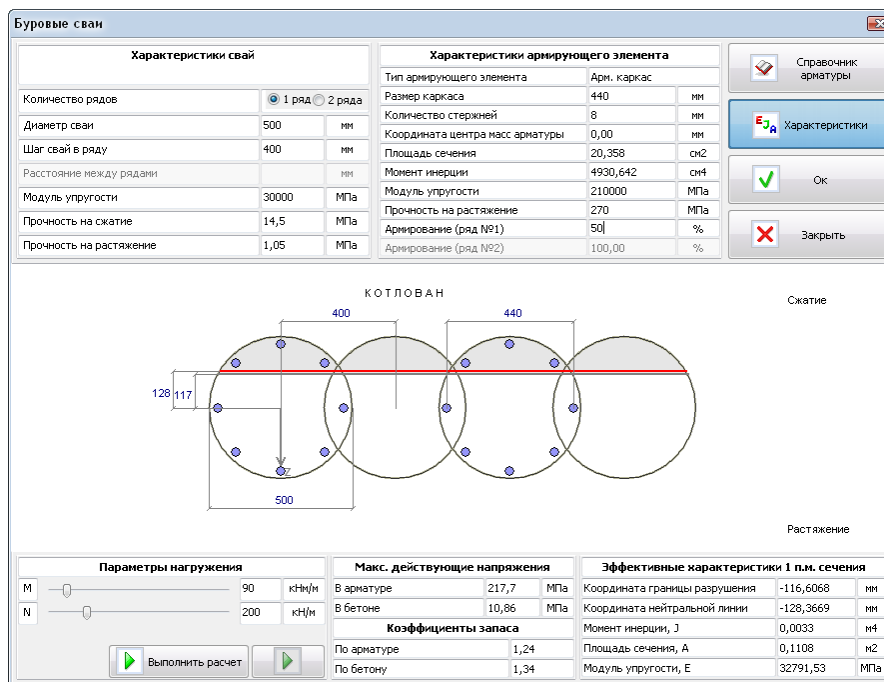 Буровые сваи
Характеристики свай
Количество рядов 1 ряд 2 ряда
Диаметр сваи 500 мм
Шаг свай в ряду 400 мм
Расстояние между рядами мм
Модуль упругости 30000 МПа
Прочность на сжатие 14,5 МПа
Прочность на растяжение 1,05 МПа
Характеристики армирующего элемента
Тип армирующего элемента Арм. каркас
Размер каркаса 440 мм
Количество стержней 8 мм
Координата центра масс арматуры 0,00 мм
Площадь сечения 20,358 см2
Момент инерции 4930,642 см4
Модуль упругости 210000 МПа
Прочность на растяжение 270 МПа
Армирование (ряд №1) 50 %
Армирование (ряд №2) 100,00 %
Справочник
арматуры
EJA Характеристики
Ок
Закрыть
КОТЛОВАН
Сжатие
400 440
128 117
Z
500
Растяжение
Параметры нагружения
M 90 кНм/м
N 200 кН/м
Выполнить расчет
Макс. действующие напряжения
В арматуре 217,7 МПа
В бетоне 10,86 МПа
Коэффициенты запаса
По арматуре 1,24
По бетону 1,34
Эффективные характеристики 1 п.м. сечения
Координата границы разрушения -116,6068 мм
Координата нейтральной линии -128,3669 мм
Момент инерции, J 0,0033 м4
Площадь сечения, A 0,1108 м2
Модуль упругости, E 32791,53 МПа